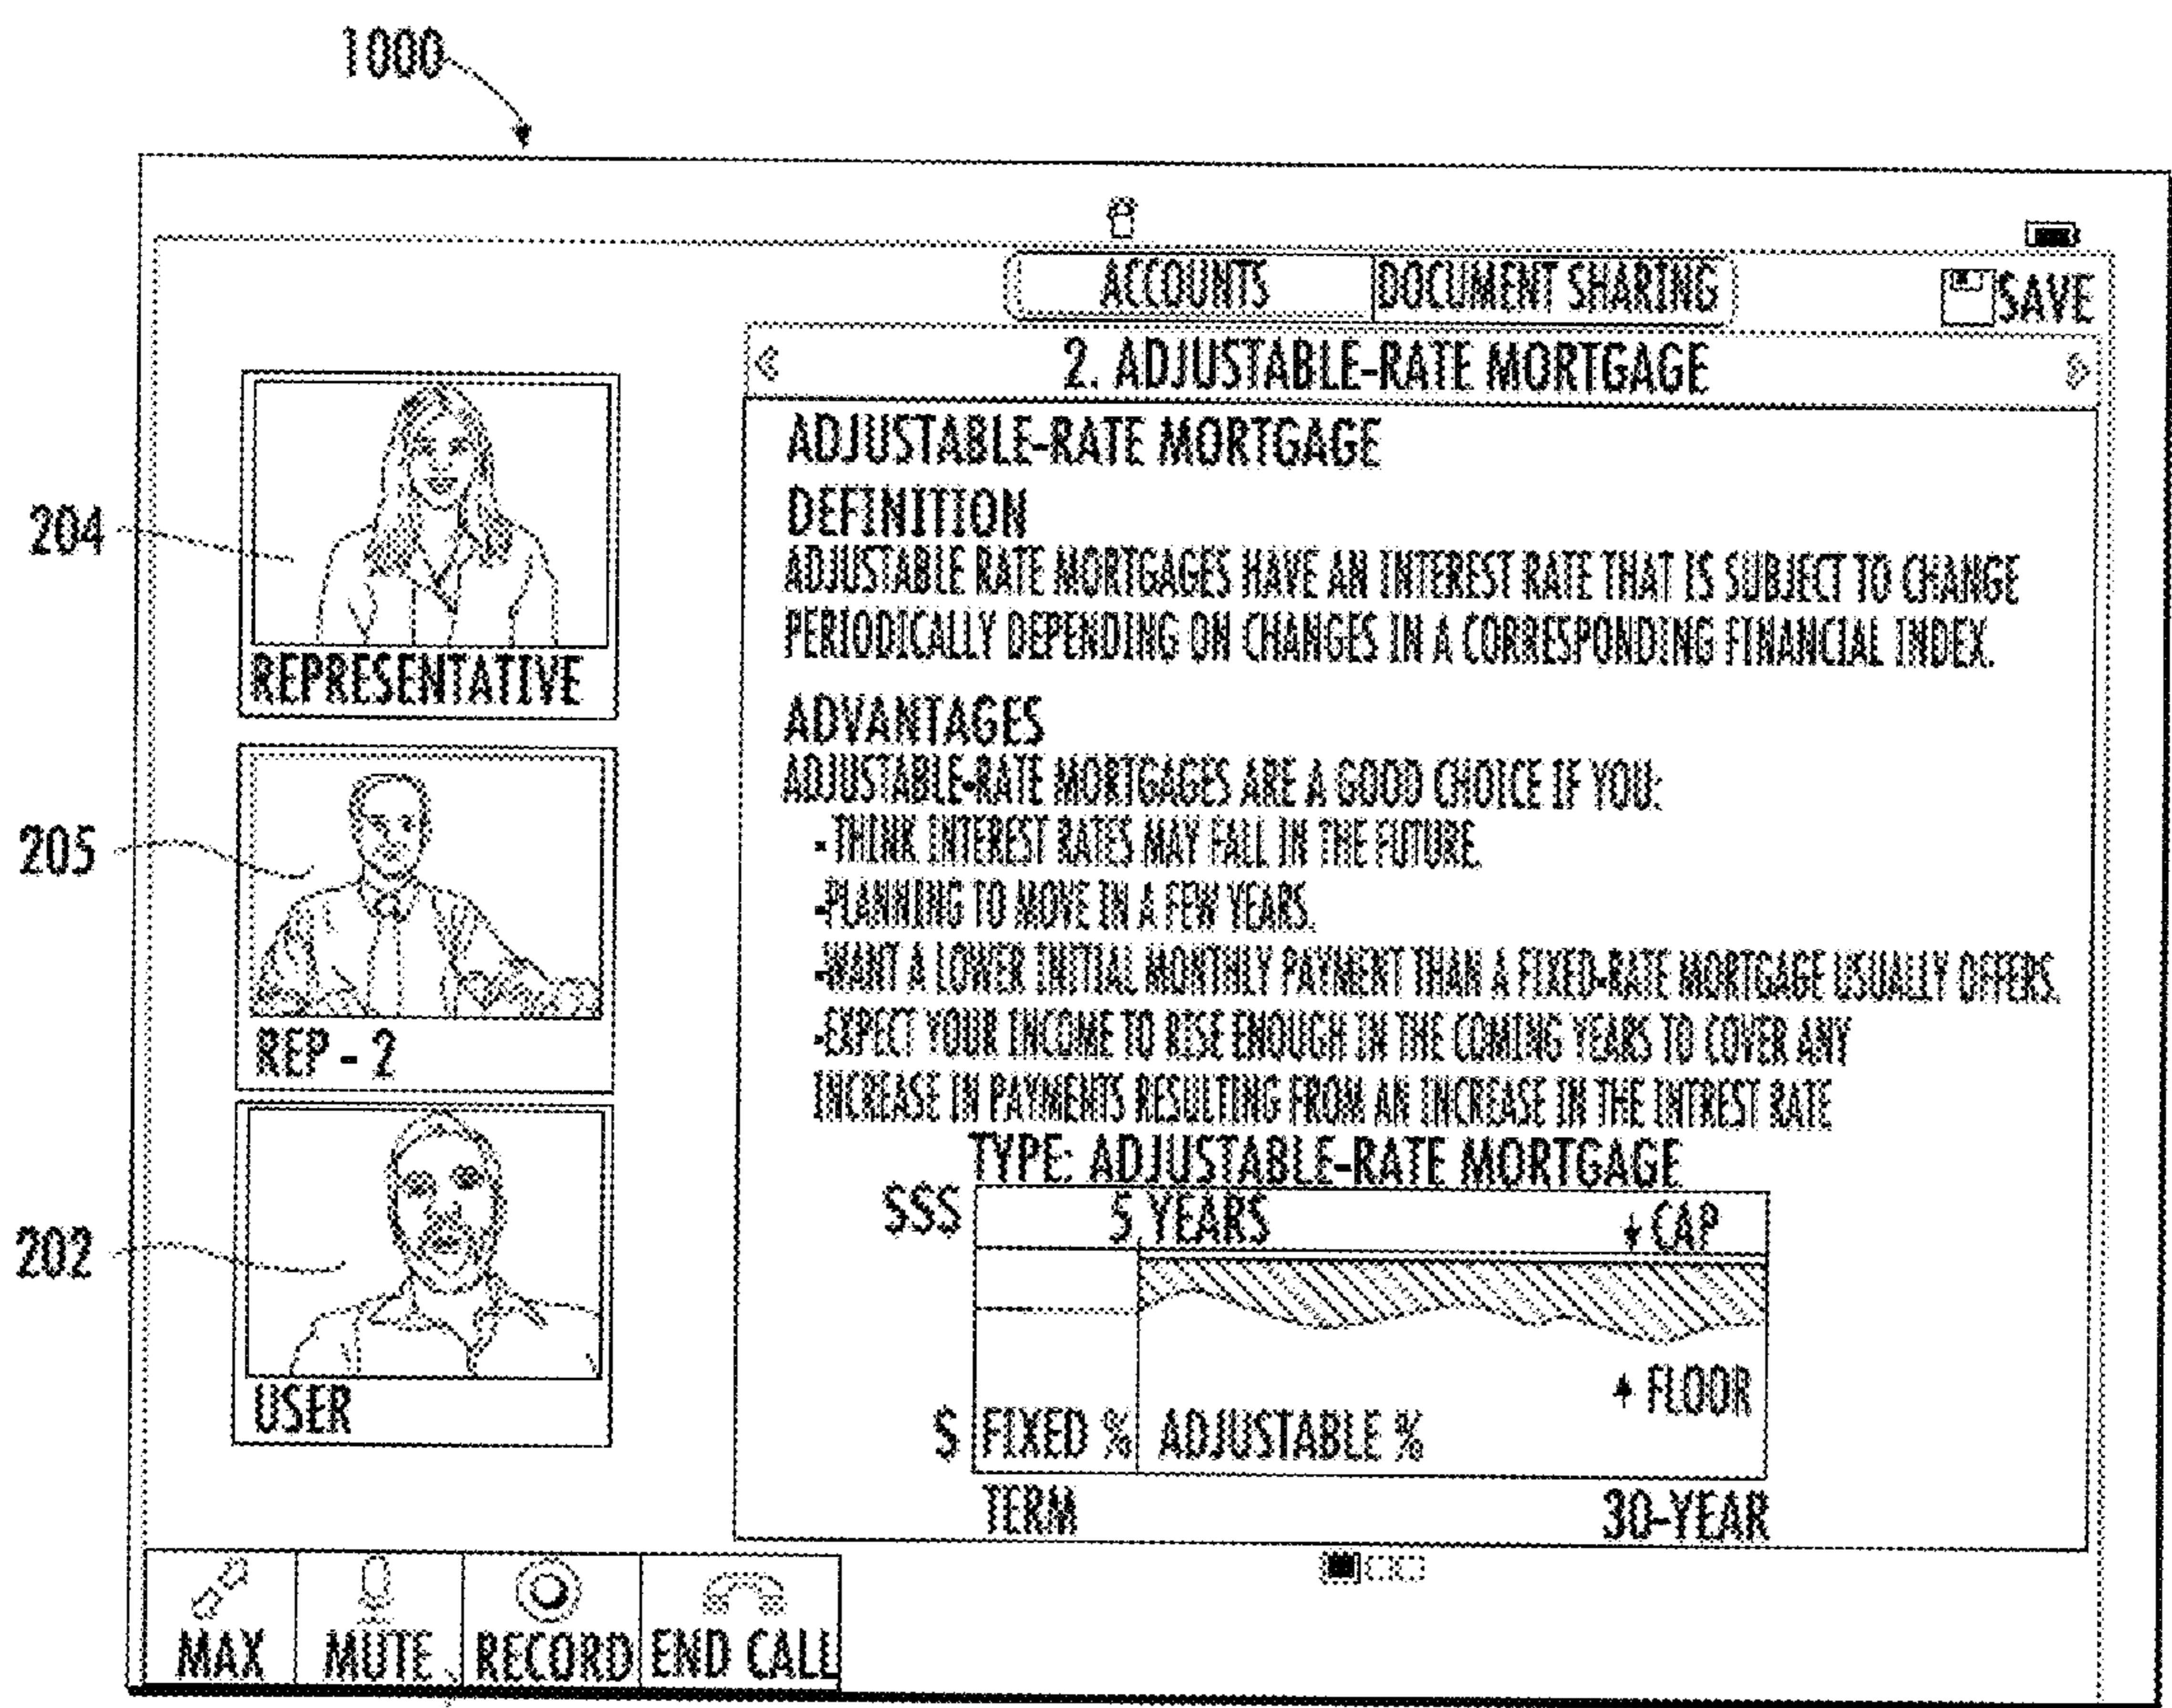 1000
ACCOUNTS
DOCUMENT SHARING
SAVE
2. ADJUSTABLE-RATE MORTGAGE
204
REPRESENTATIVE
205
REP - 2
202
USER
ADJUSTABLE-RATE MORTGAGE
DEFINITION
ADJUSTABLE RATE MORTGAGES HAVE AN INTEREST RATE THAT IS SUBJECT TO CHANGE
PERIODICALLY DEPENDING ON CHANGES IN A CORRESPONDING FINANCIAL INDEX.
ADVANTAGES
ADJUSTABLE-RATE MORTGAGES ARE A GOOD CHOICE IF YOU:
- THINK INTEREST RATES MAY FALL IN THE FUTURE.
-PLANNING TO MOVE IN A FEW YEARS.
-WANT A LOWER INITIAL MONTHLY PAYMENT THAN A FIXED-RATE MORTGAGE USUALLY OFFERS.
-EXPECT YOUR INCOME TO RISE ENOUGH IN THE COMING YEARS TO COVER ANY
INCREASE IN PAYMENTS RESULTING FROM AN INCREASE IN THE INTREST RATE
TYPE: ADJUSTABLE-RATE MORTGAGE
$$$
5 YEARS
CAP
FLOOR
$
FIXED %
ADJUSTABLE %
TERM
30-YEAR
MAX
MUTE
RECORD
END CALL